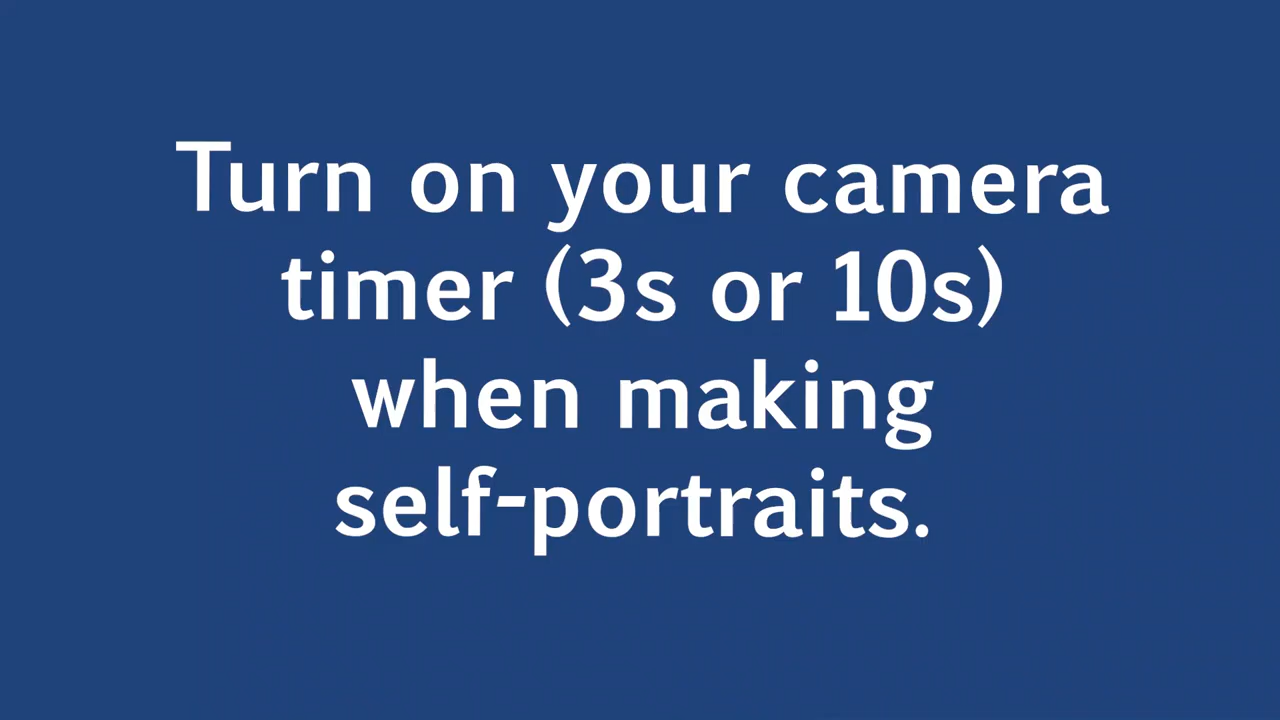 Turn on your camera
timer (3s or 10s)
when making
self-portraits.